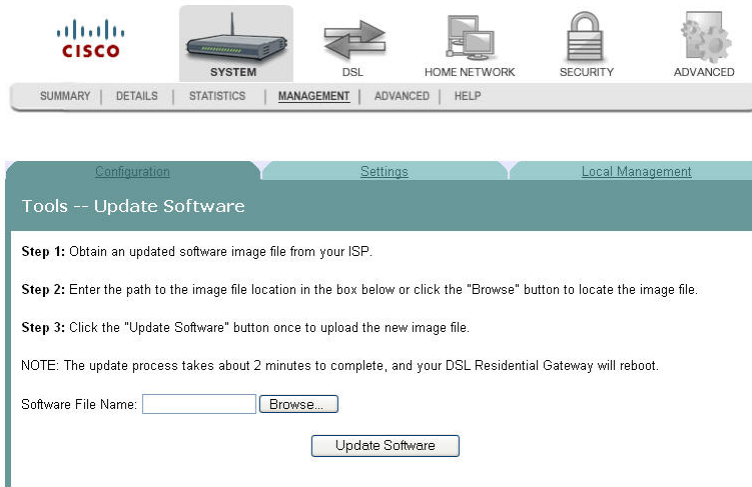 CISCO
SYSTEM DSL HOME NETWORK SECURITY ADVANCED
SUMMARY | DETAILS | STATISTICS | MANAGEMENT | ADVANCED | HELP
Configuration Settings Local Management
Tools -- Update Software
Step 1: Obtain an updated software image file from your ISP.
Step 2: Enter the path to the image file location in the box below or click the "Browse" button to locate the image file.
Step 3: Click the "Update Software" button once to upload the new image file.
NOTE: The update process takes about 2 minutes to complete, and your DSL Residential Gateway will reboot.
Software File Name: Browse...
Update Software